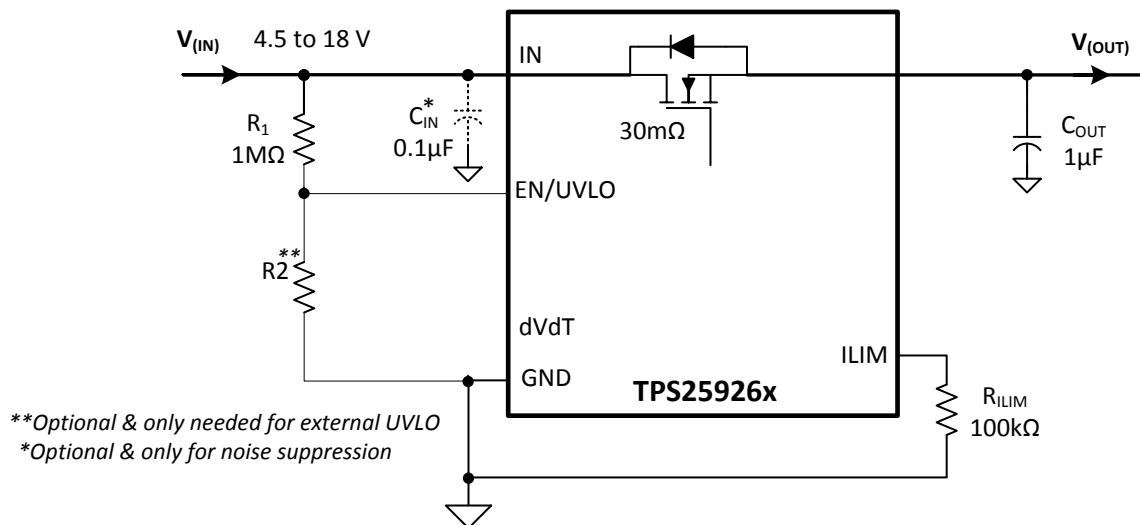 V(IN)
4.5 to 18 V
IN
V(OUT)
R1
1MΩ
CIN*
0.1µF
30mΩ
COUT
1µF
EN/UVLO
R2**
dVdT
ILIM
GND
TPS25926x
RILIM
100kΩ
**Optional & only needed for external UVLO
*Optional & only for noise suppression